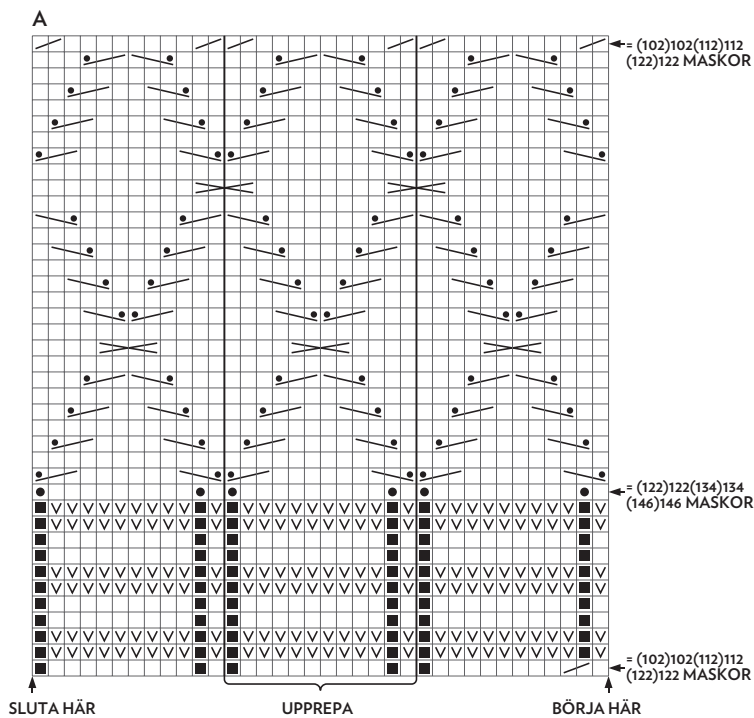 A
= (102)102(112)112
(122)122 MASKOR
= (122)122(134)134
(146)146 MASKOR
= (102)102(112)112
(122)122 MASKOR
SLUTA HÄR
UPPREPA
BÖRJA HÄR